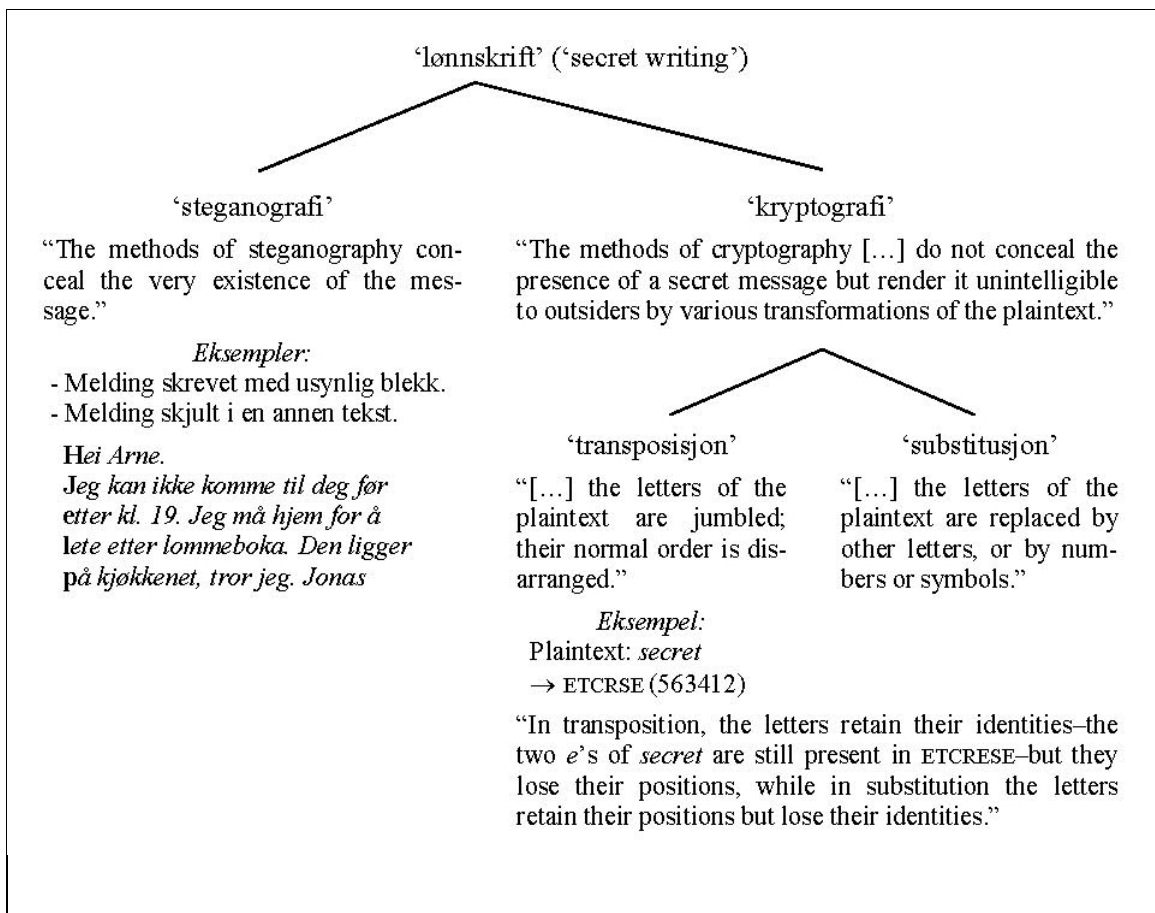 ‘lønnskrift’ (‘secret writing’)
‘steganografi’
“The methods of steganography con-
ceal the very existence of the mes-
sage.”
Eksempler:
- Melding skrevet med usynlig blekk.
- Melding skjult i en annen tekst.
Hei Arne.
Jeg kan ikke komme til deg før
etter kl. 19. Jeg må hjem for å
lete etter lommeboka. Den ligger
på kjøkkenet, tror jeg. Jonas
‘kryptografi’
“The methods of cryptography […] do not conceal the
presence of a secret message but render it unintelligible
to outsiders by various transformations of the plaintext.”
‘transposisjon’
“[…] the letters of the
plaintext are jumbled;
their normal order is dis-
arranged.”
Eksempel:
Plaintext: secret
→ ETCRSE (563412)
‘substitusjon’
“[…] the letters of the
plaintext are replaced by
other letters, or by num-
bers or symbols.”
“In transposition, the letters retain their identities–the
two e’s of secret are still present in ETCRESE–but they
lose their positions, while in substitution the letters
retain their positions but lose their identities.”